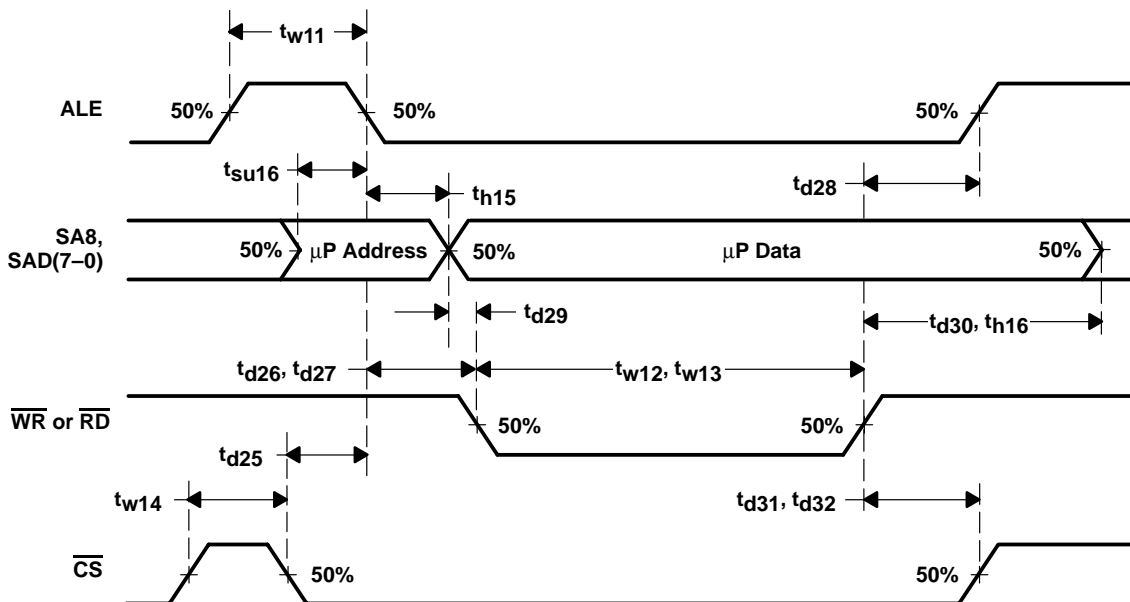 tw11
ALE
50%
50%
50%
tsu16
th15
td28
SA8,
SAD(7–0)
50%
μP Address
50%
μP Data
50%
td29
td30, th16
td26, td27
tw12, tw13
WR or RD
50%
50%
td25
tw14
td31, td32
CS
50%
50%